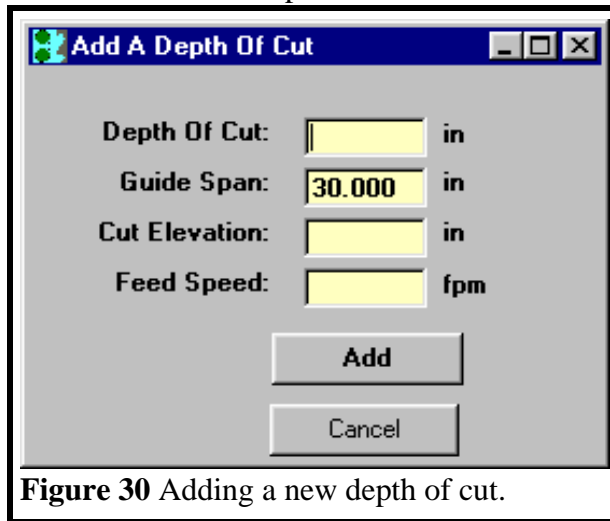 Add A Depth Of Cut
Depth Of Cut: in
Guide Span: 30.000 in
Cut Elevation: in
Feed Speed: fpm
Add
Cancel
Figure 30 Adding a new depth of cut.